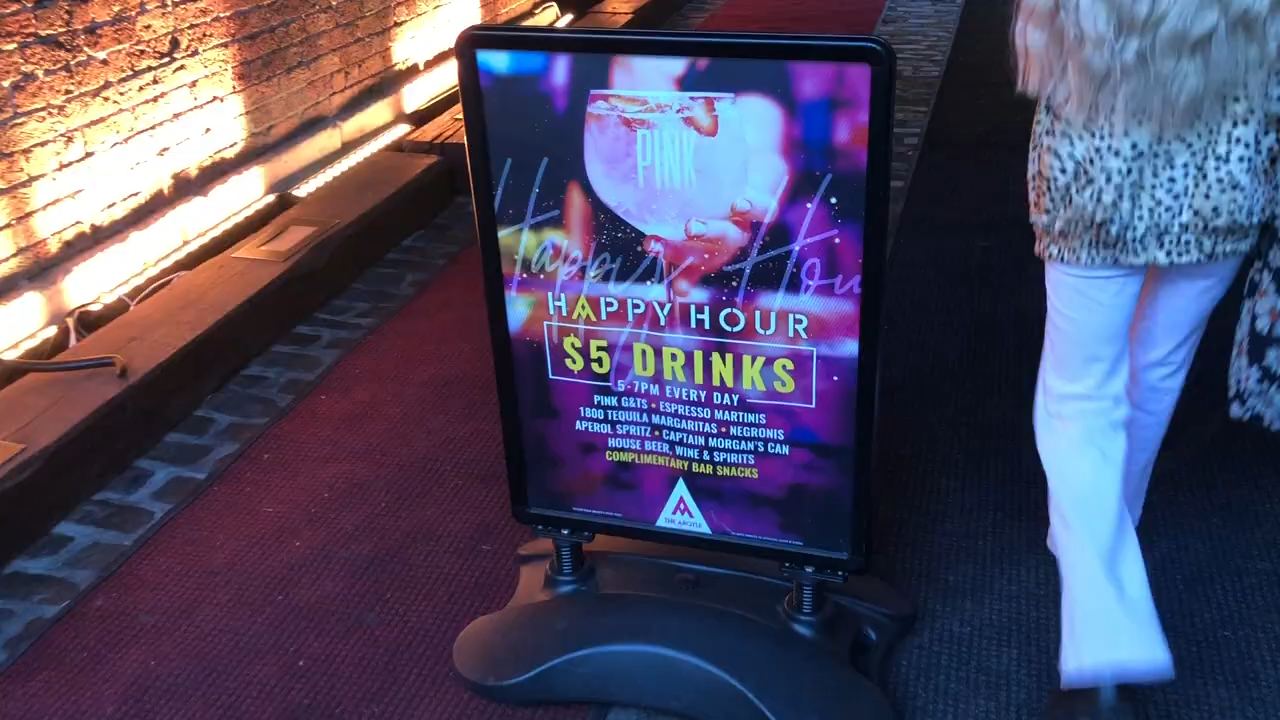 PINK
Happy Hou
HAPPY HOUR
$5 DRINKS
5-7PM EVERY DAY
PINK G&TS • ESPRESSO MARTINIS
1800 TEQUILA MARGARITAS • NEGRONIS
APEROL SPRITZ • CAPTAIN MORGAN'S CAN
HOUSE BEER, WINE & SPIRITS
COMPLIMENTARY BAR SNACKS
THE ARGYLE